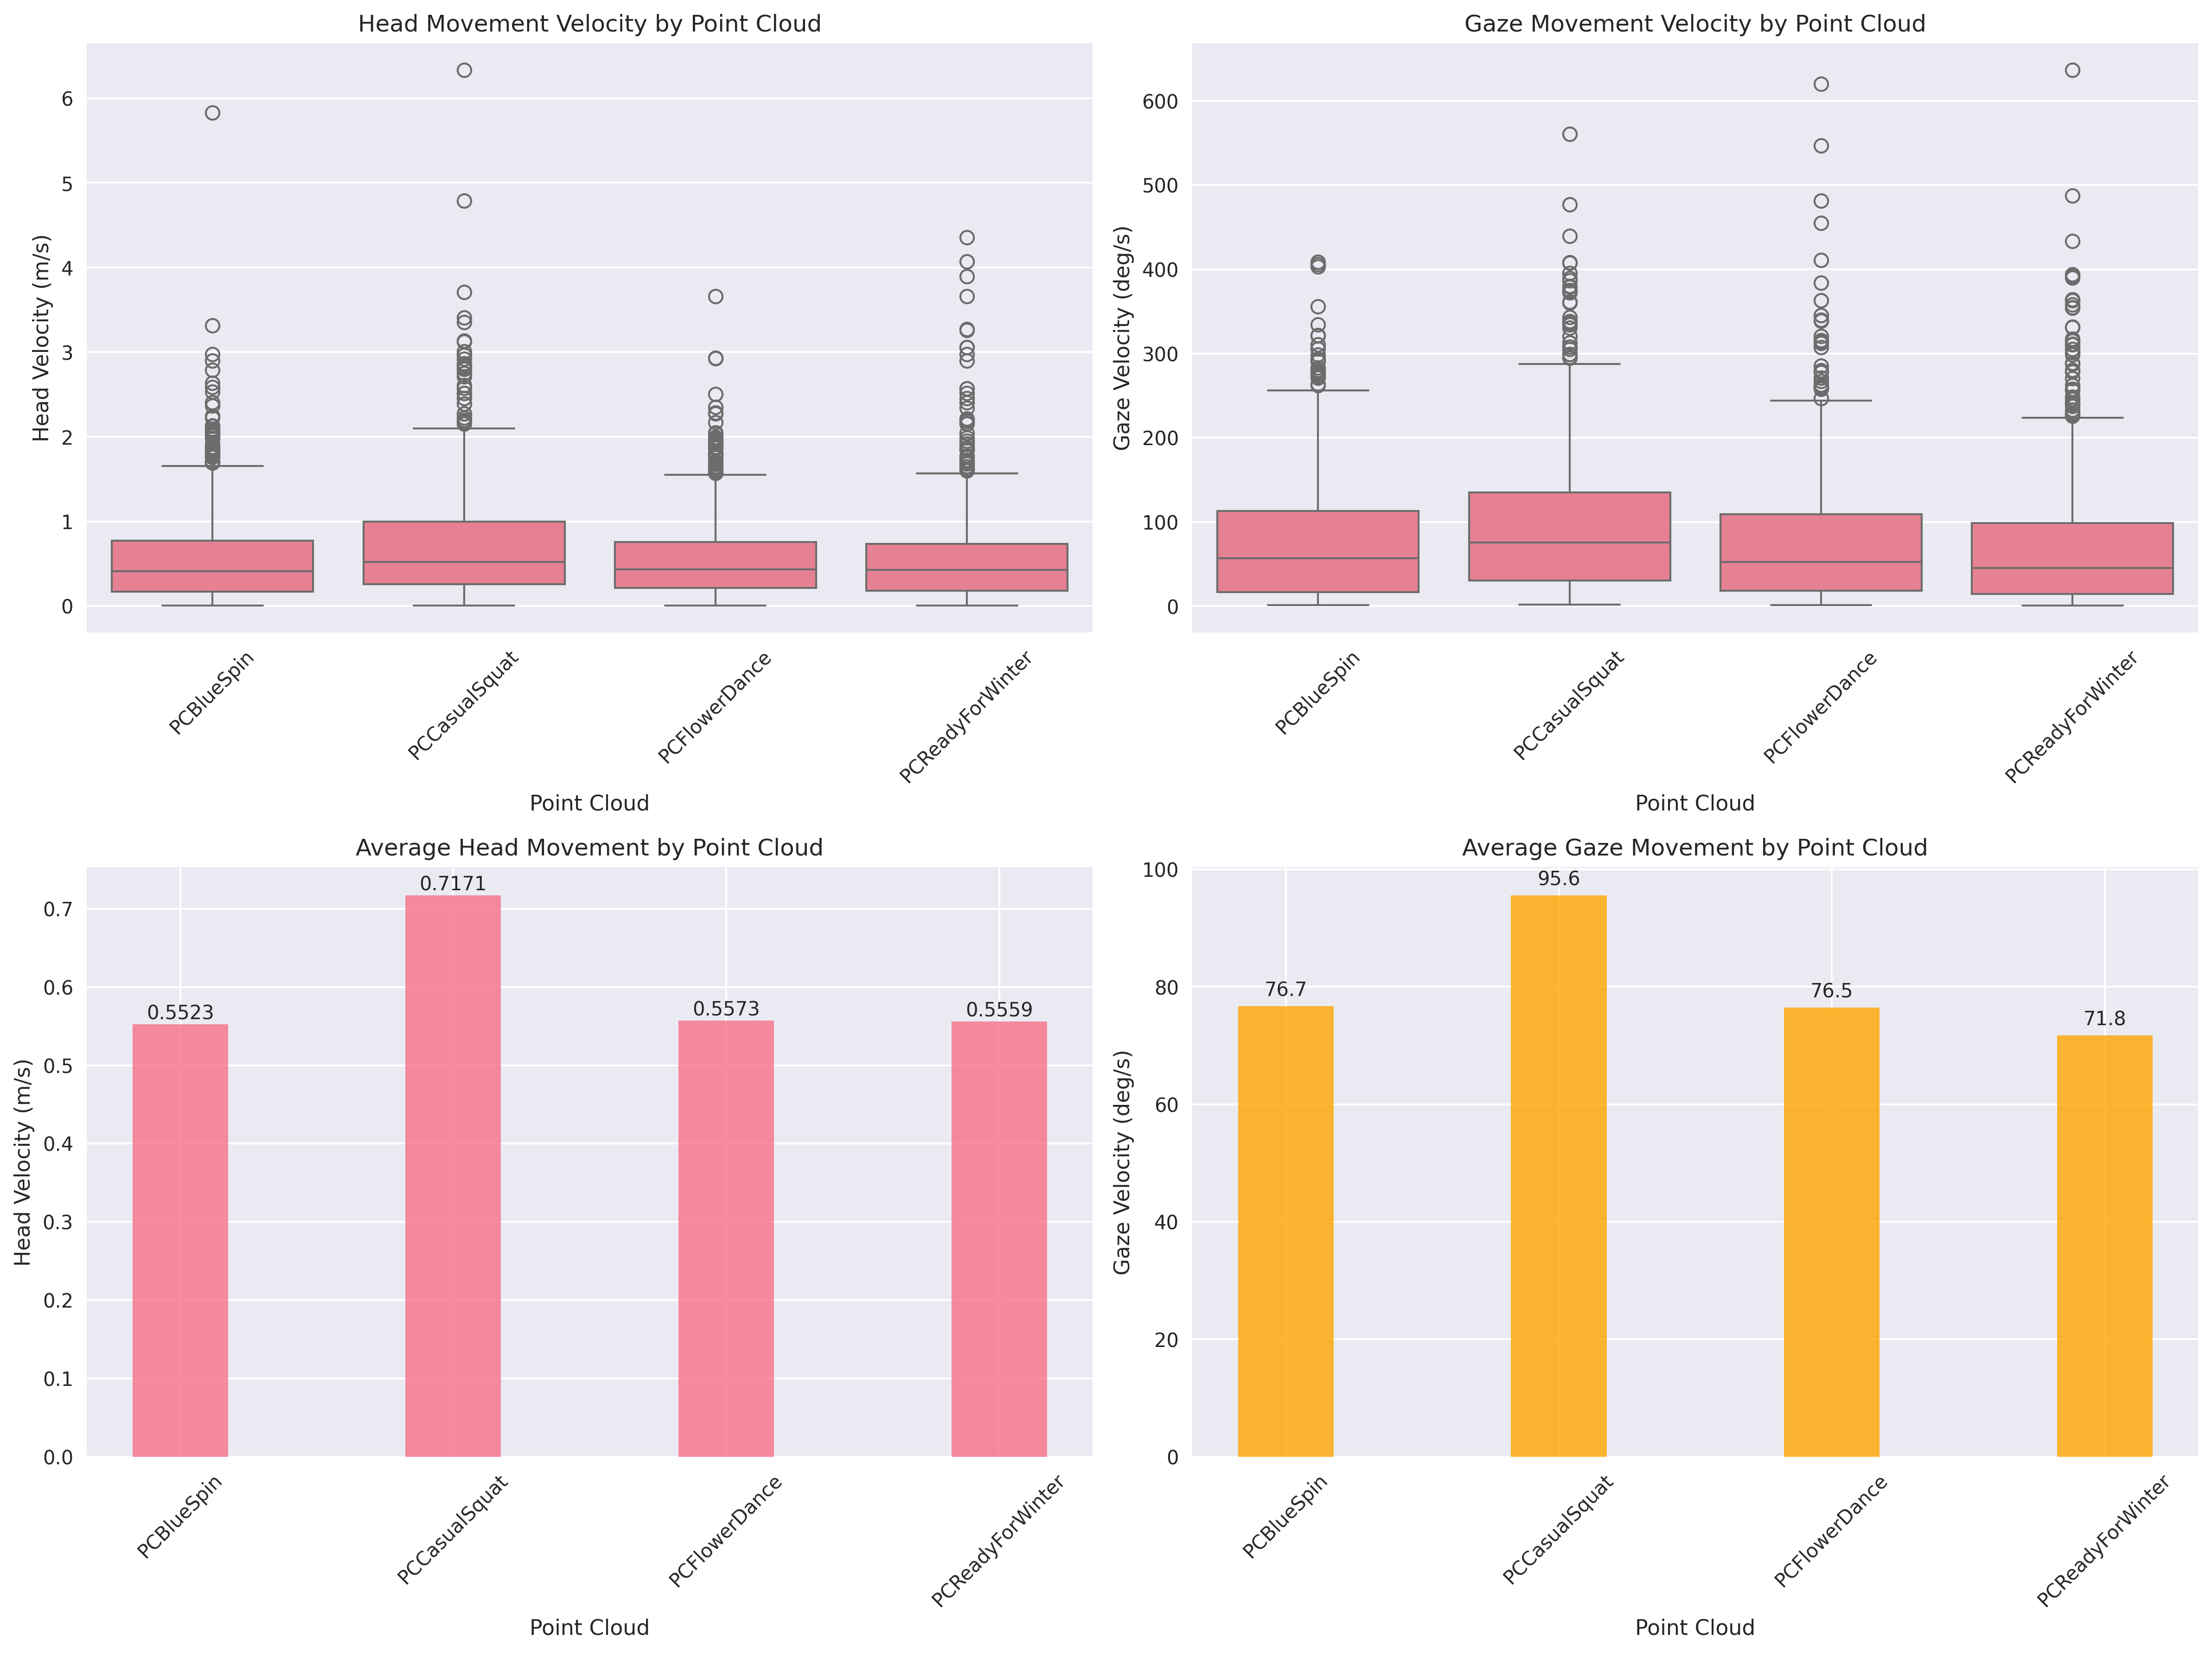 Head Movement Velocity by Point Cloud
Head Velocity (m/s)
6
5
4
3
2
1
0
PCBlueSpin
PCCasualSquat
PCFlowerDance
PCReadyForWinter
Point Cloud
Gaze Movement Velocity by Point Cloud
Gaze Velocity (deg/s)
600
500
400
300
200
100
0
PCBlueSpin
PCCasualSquat
PCFlowerDance
PCReadyForWinter
Point Cloud
Average Head Movement by Point Cloud
Head Velocity (m/s)
0.7
0.6
0.5
0.4
0.3
0.2
0.1
0.0
0.5523
0.7171
0.5573
0.5559
PCBlueSpin
PCCasualSquat
PCFlowerDance
PCReadyForWinter
Point Cloud
Average Gaze Movement by Point Cloud
Gaze Velocity (deg/s)
100
80
60
40
20
0
76.7
95.6
76.5
71.8
PCBlueSpin
PCCasualSquat
PCFlowerDance
PCReadyForWinter
Point Cloud